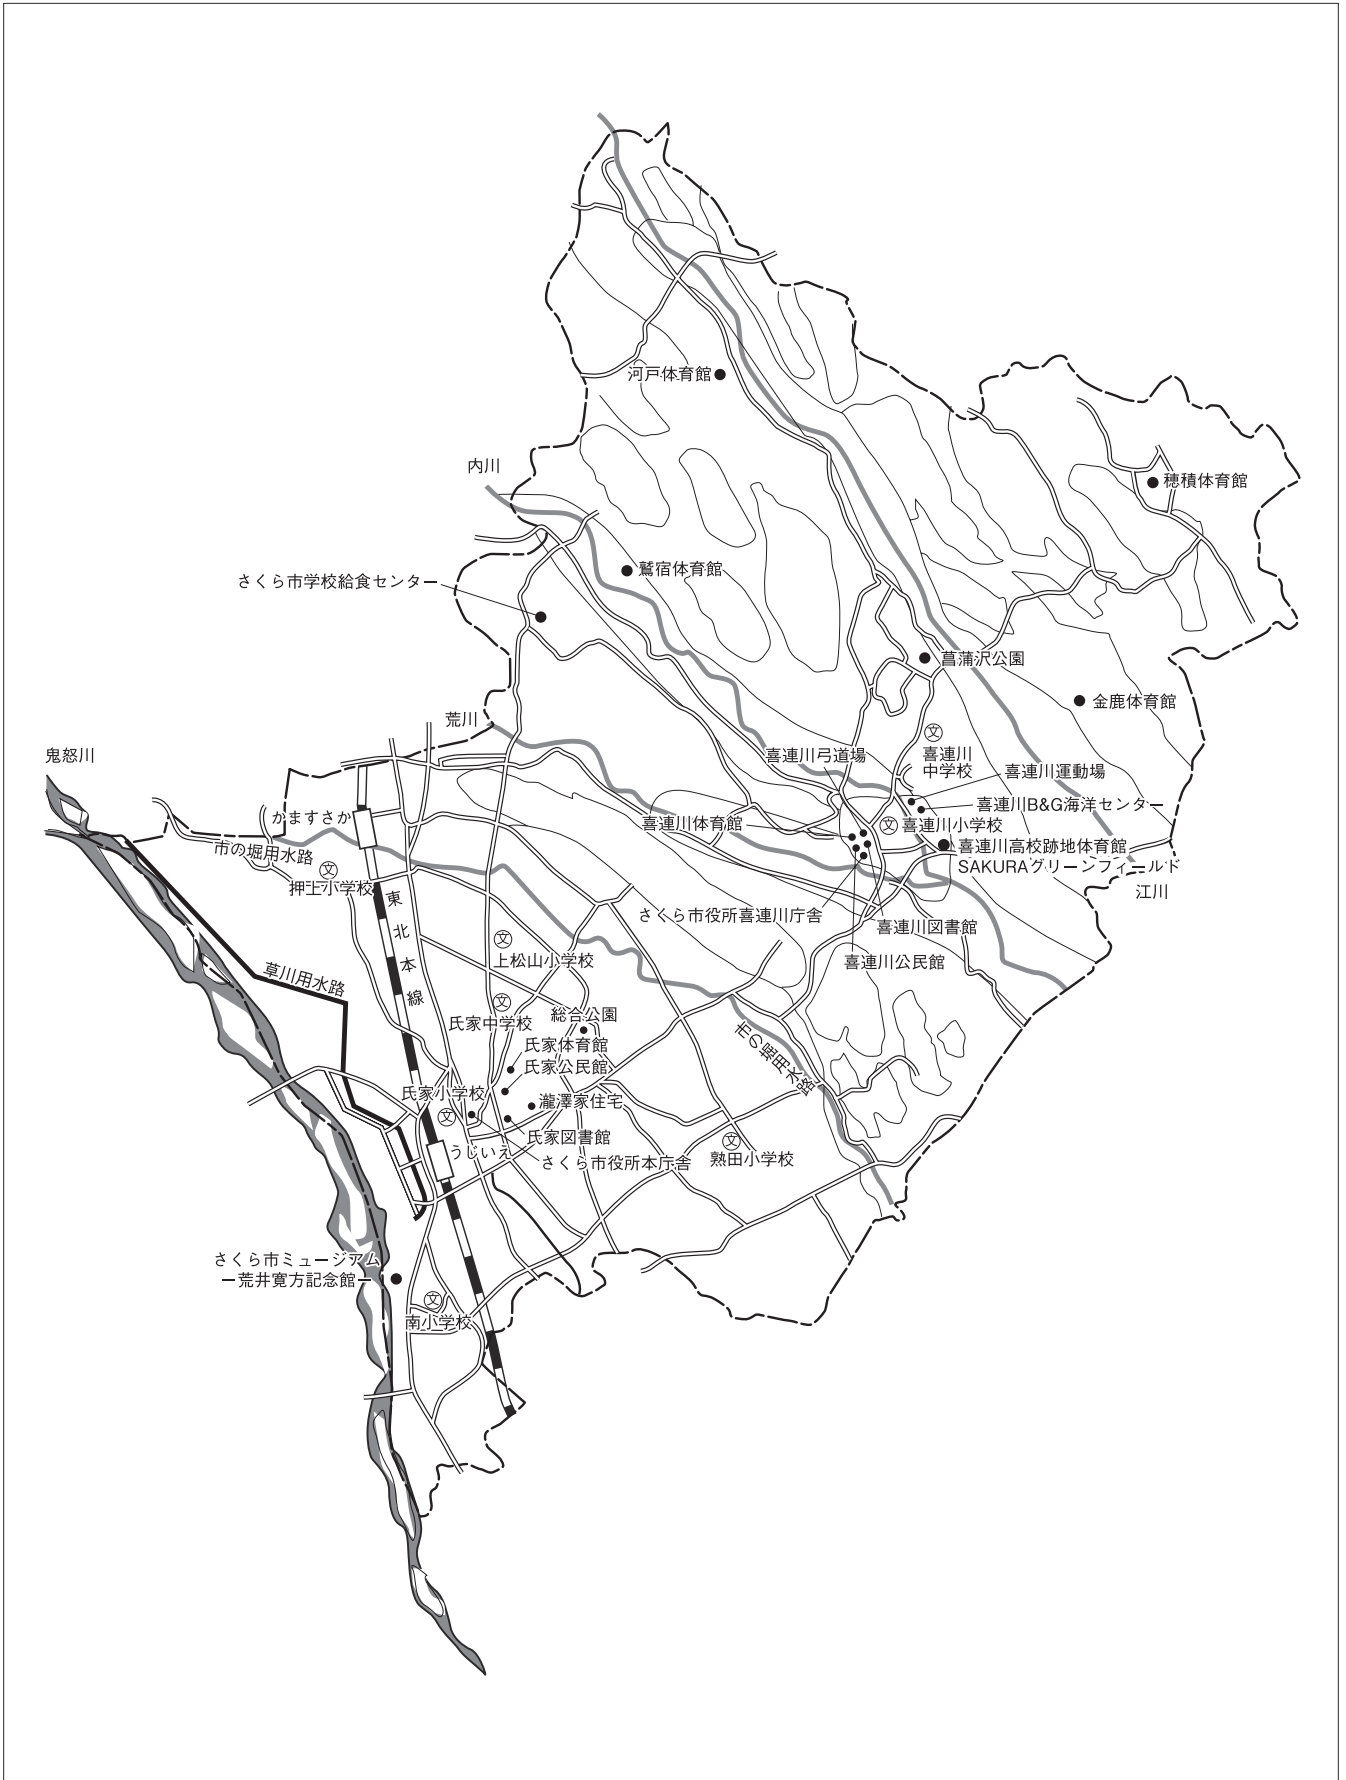 河戸体育館
内川
穂積体育館
鷲宿体育館
さくら市学校給食センター
菖蒲沢公園
金鹿体育館
荒川
文
鬼怒川
喜連川弓道場
喜連川
中学校
喜連川運動場
喜連川B&G海洋センター
かますさか
喜連川体育館
文
喜連川小学校
市の堀用水路
喜連川高校跡地体育館
SAKURAグリーンフィールド
文
押上小学校
江川
東北本線
さくら市役所喜連川庁舎
喜連川図書館
文
上松山小学校
喜連川公民館
草川用水路
文
氏家中学校
総合公園
市の堀用水路
氏家体育館
氏家公民館
氏家小学校
文
瀧澤家住宅
氏家図書館
うじいえ
さくら市役所本庁舎
文
熟田小学校
さくら市ミュージアム
ー荒井寛方記念館ー
文
南小学校